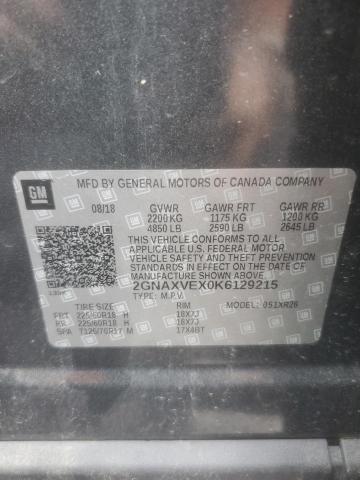 GM
MFD BY GENERAL MOTORS OF CANADA COMPANY
08/18 GVWR GAWR FRT GAWR RR
2200 KG 1175 KG 1200 KG
4850 LB 2590 LB 2645 LB
THIS VEHICLE CONFORMS TO ALL
APPLICABLE U.S. FEDERAL MOTOR
VEHICLE SAFETY, BUMPER, AND THEFT
PREVENTION STANDARDS IN EFFECT ON THE
DATE OF MANUFACTURE SHOWN ABOVE.
2GNAXVEX0K6129215
TYPE: M.P.V. MODEL: 051XR26
TIRE RIM
FRT 225/60R18 H 18X7J
RR 225/60R18 H 18X7J
SPA T125/70R17 M 17X4BT